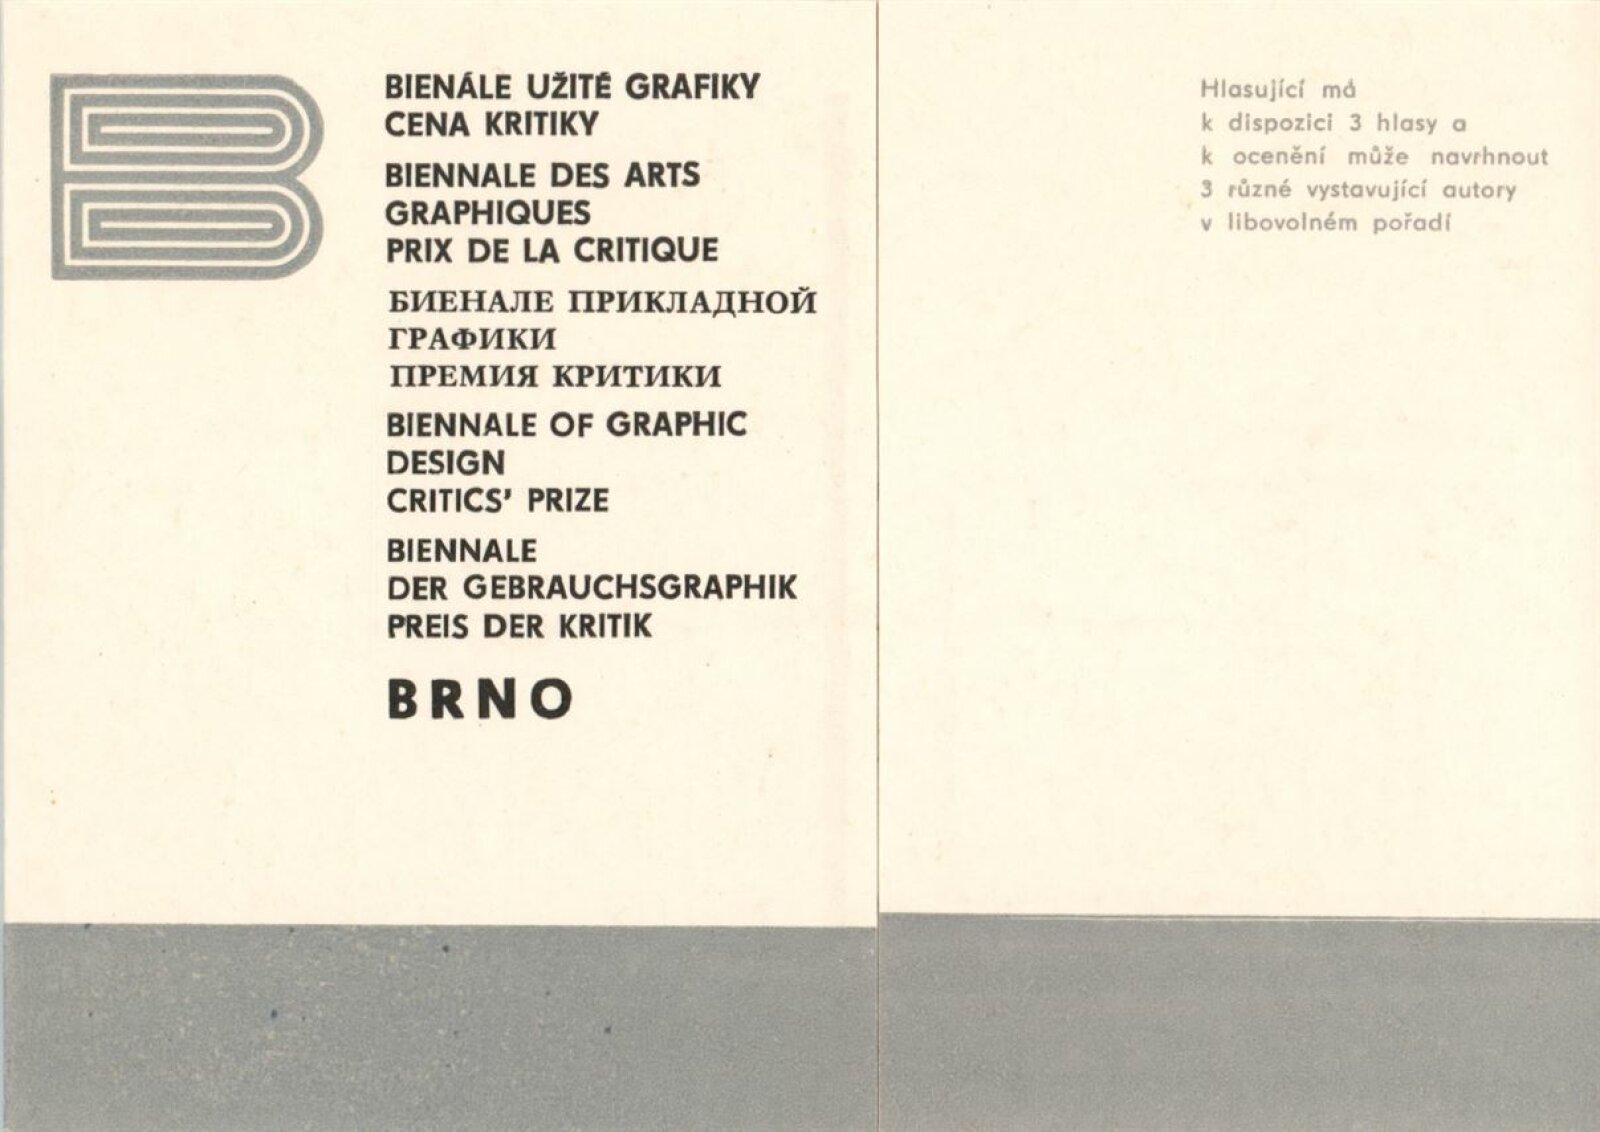 B
BIENÁLE UŽITÉ GRAFIKY
CENA KRITIKY
BIENNALE DES ARTS
GRAPHIQUES
PRIX DE LA CRITIQUE
БИЕНАЛЕ ПРИКЛАДНОЙ
ГРАФИКИ
ПРЕМИЯ КРИТИКИ
BIENNALE OF GRAPHIC
DESIGN
CRITICS' PRIZE
BIENNALE
DER GEBRAUCHSGRAPHIK
PREIS DER KRITIK
BRNO
Hlasující má
k dispozici 3 hlasy a
k ocenění může navrhnout
3 různé vystavující autory
v libovolném pořadí